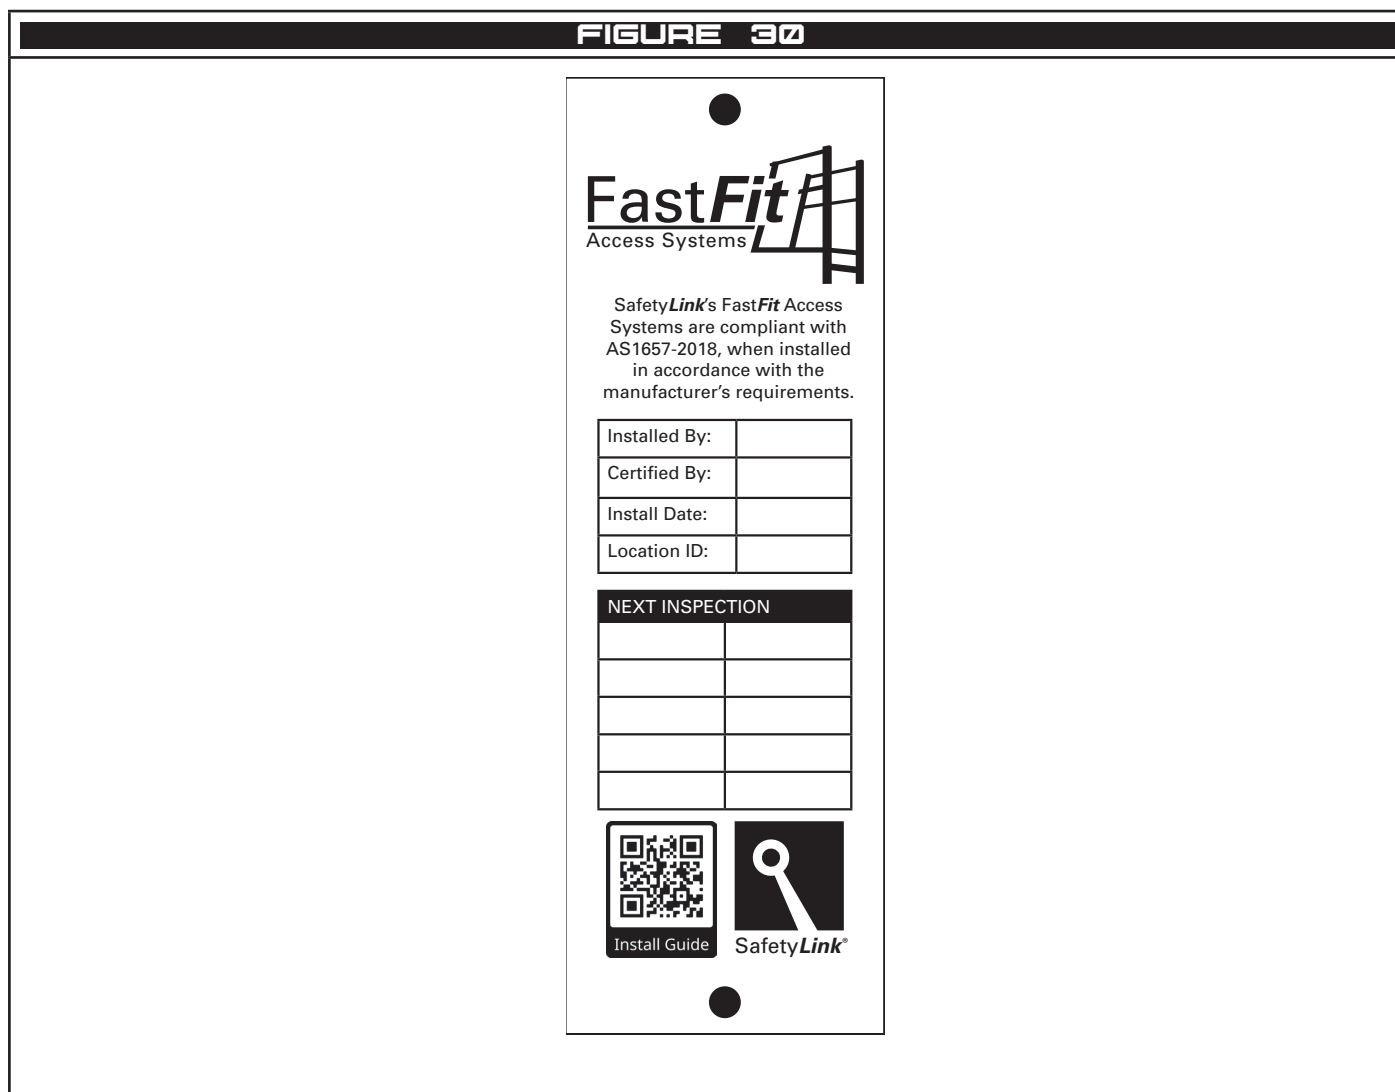 FIGURE 30
FastFit
Access Systems
SafetyLink's FastFit Access
Systems are compliant with
AS1657-2018, when installed
in accordance with the
manufacturer’s requirements.
Installed By:
Certified By:
Install Date:
Location ID:
NEXT INSPECTION
Install Guide
SafetyLink®